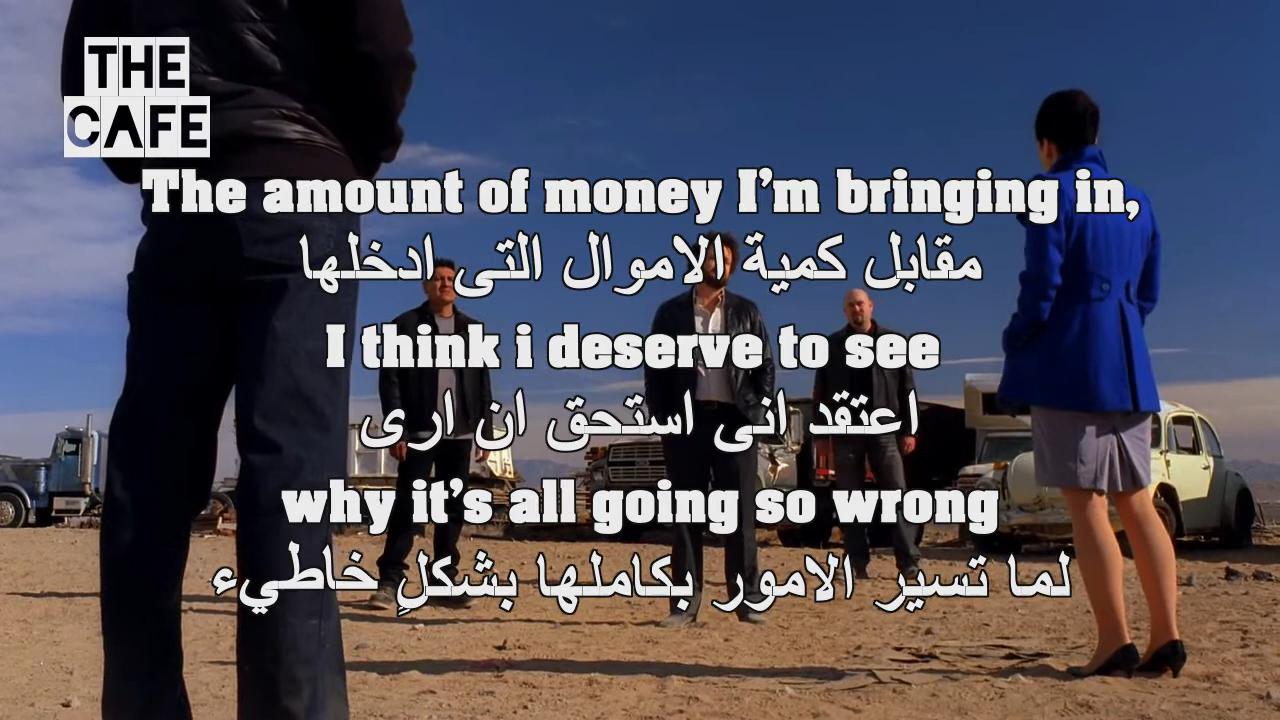 THE
CAFE
The amount of money I'm bringing in,
مقابل كمية الاموال التى ادخلها
I think i deserve to see
اعتقد انى استحق ان ارى
why it's all going so wrong
لما تسير الامور بكاملها بشكلٍ خاطيء